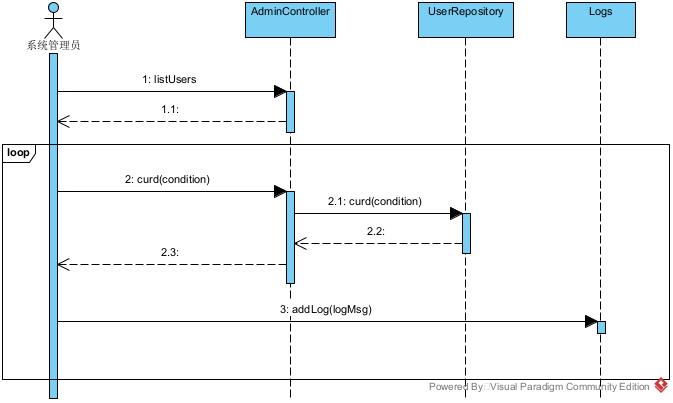 AdminController
UserRepository
Logs
系统管理员
1: listUsers
1.1:
loop
2: curd(condition)
2.1: curd(condition)
2.2:
2.3:
3: addLog(logMsg)
Powered By Visual Paradigm Community Edition